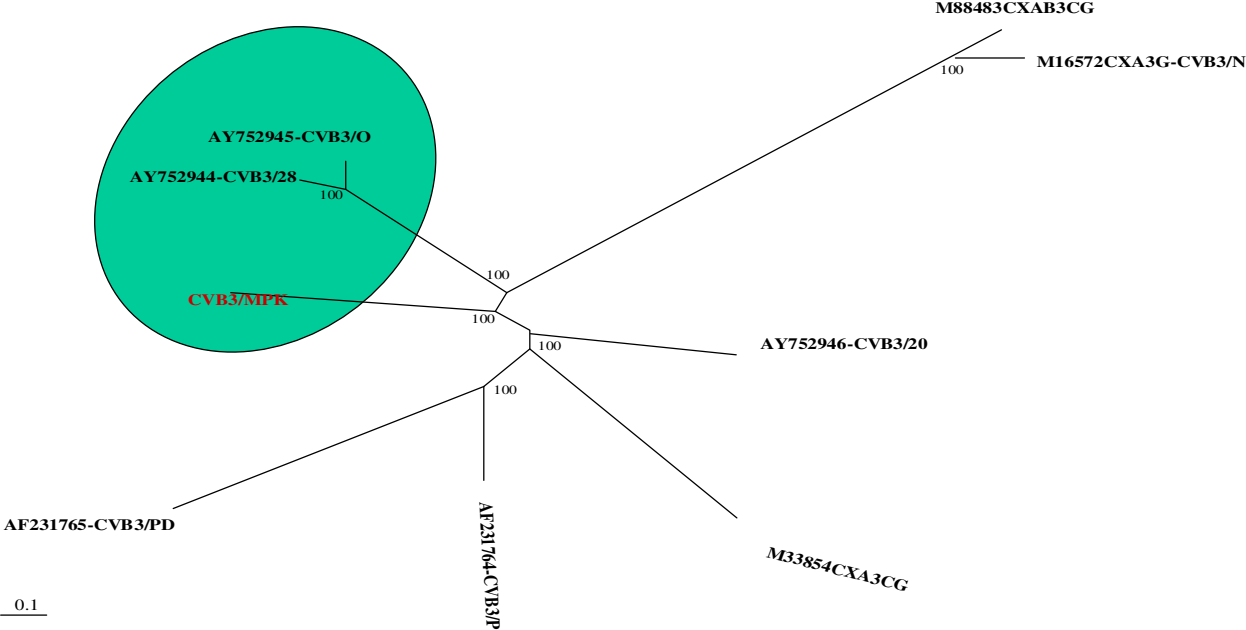 M88483CXAB3CG
100
M16572CXA3G-CVB3/N
AY752945-CVB3/O
AY752944-CVB3/28
100
100
CVB3/MPK
100
AY752946-CVB3/20
100
100
AF231765-CVB3/PD
AF231764-CVB3/P
M33854CXA3CG
0.1